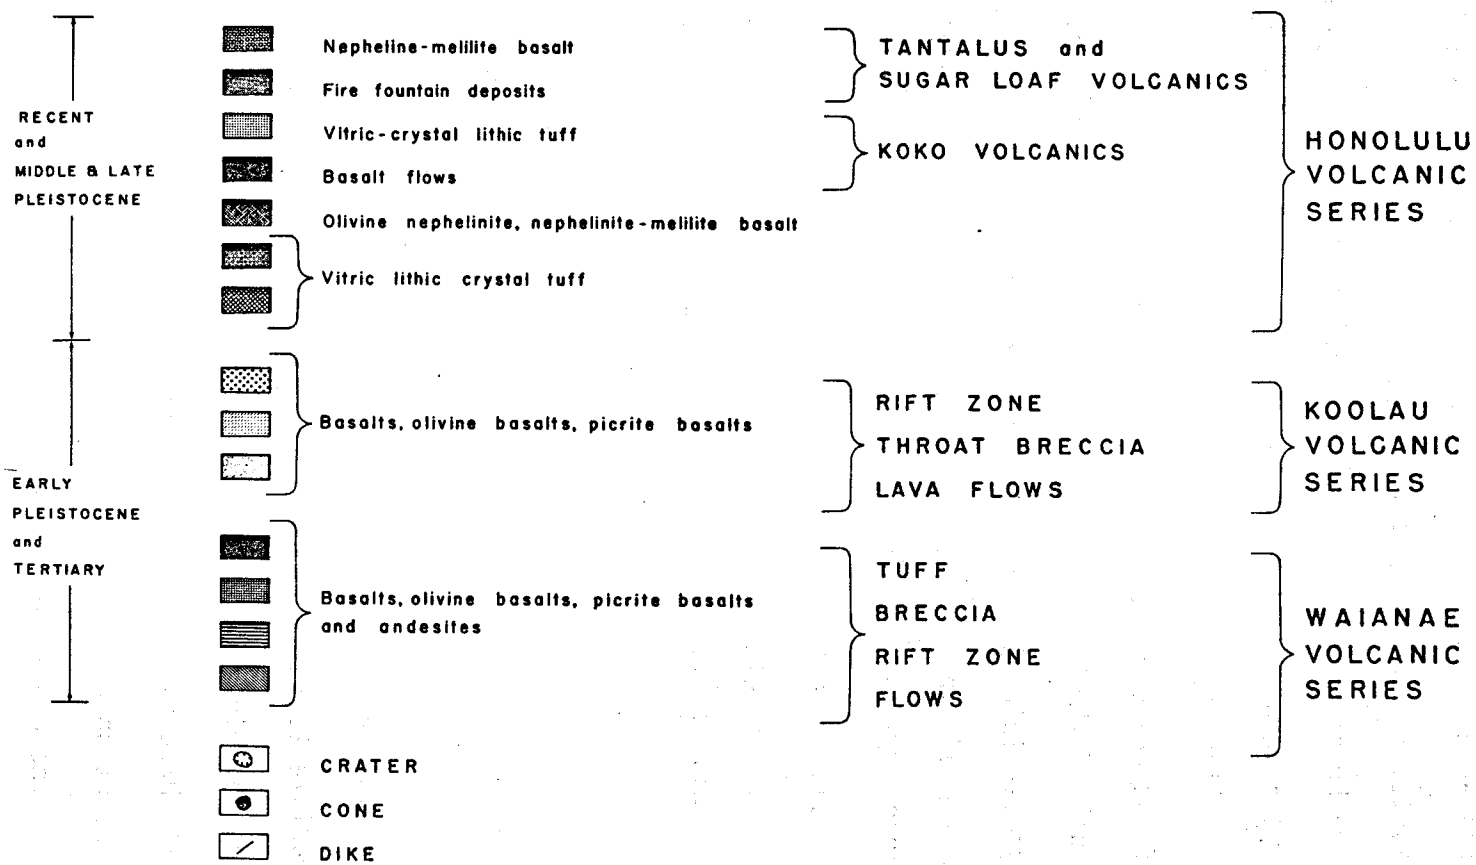 RECENT
and
MIDDLE & LATE
PLEISTOCENE
EARLY
PLEISTOCENE
and
TERTIARY
Nepheline-melilite basalt
Fire fountain deposits
Vitric-crystal lithic tuff
Basalt flows
Olivine nephelinite, nephelinite-melilite basalt
Vitric lithic crystal tuff
Basalts, olivine basalts, picrite basalts
Basalts, olivine basalts, picrite basalts
and andesites
CRATER
CONE
DIKE
TANTALUS and
SUGAR LOAF VOLCANICS
KOKO VOLCANICS
RIFT ZONE
THROAT BRECCIA
LAVA FLOWS
TUFF
BRECCIA
RIFT ZONE
FLOWS
HONOLULU
VOLCANIC
SERIES
KOOLAU
VOLCANIC
SERIES
WAIANAE
VOLCANIC
SERIES